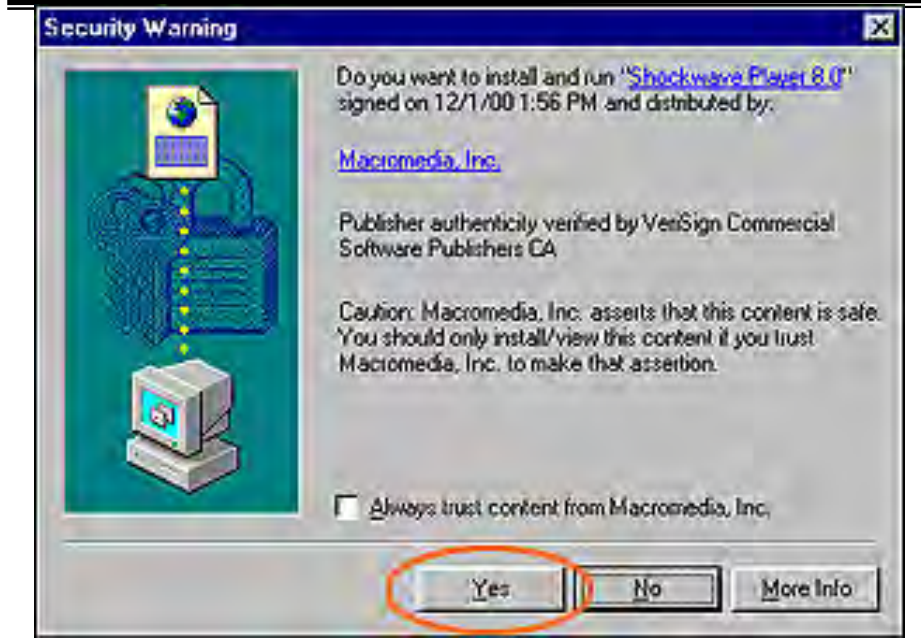 Security Warning
Do you want to install and run "Shockwave Player 8.0"
signed on 12/1/00 1:56 PM and distributed by:
Macromedia, Inc.
Publisher authenticity verified by VeriSign Commercial
Software Publishers CA
Caution: Macromedia, Inc. asserts that this content is safe.
You should only install/view this content if you trust
Macromedia, Inc. to make that assertion.
Always trust content from Macromedia, Inc.
Yes No More Info